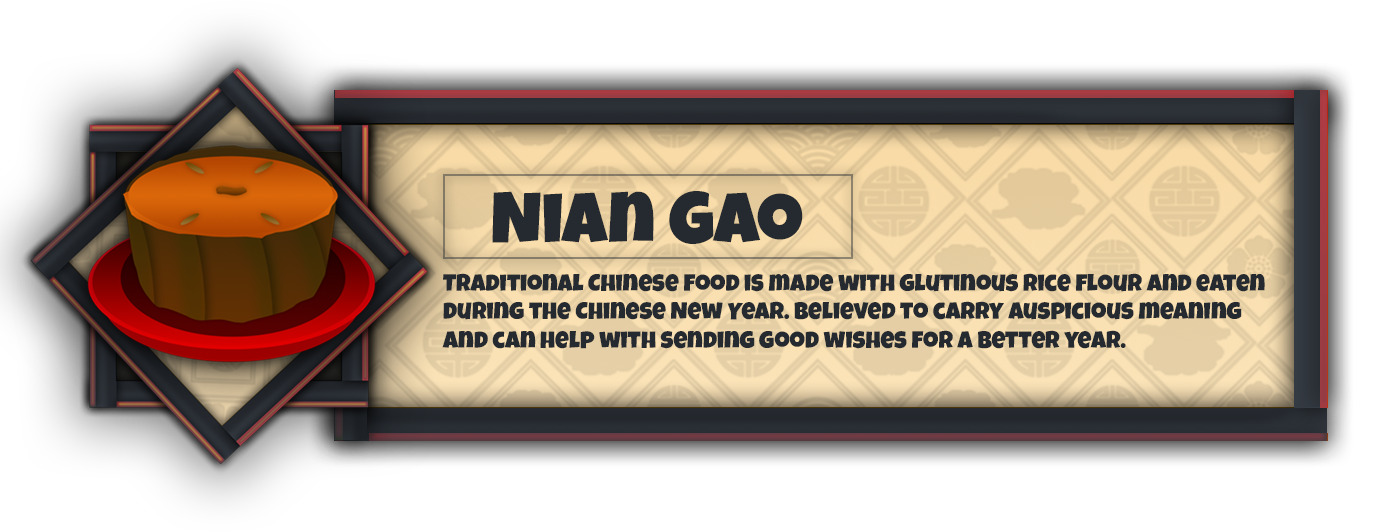 Nian Gao
Traditional Chinese food is made with glutinous rice flour and eaten
during the Chinese New Year. Believed to carry auspicious meaning
and can help with sending good wishes for a better year.